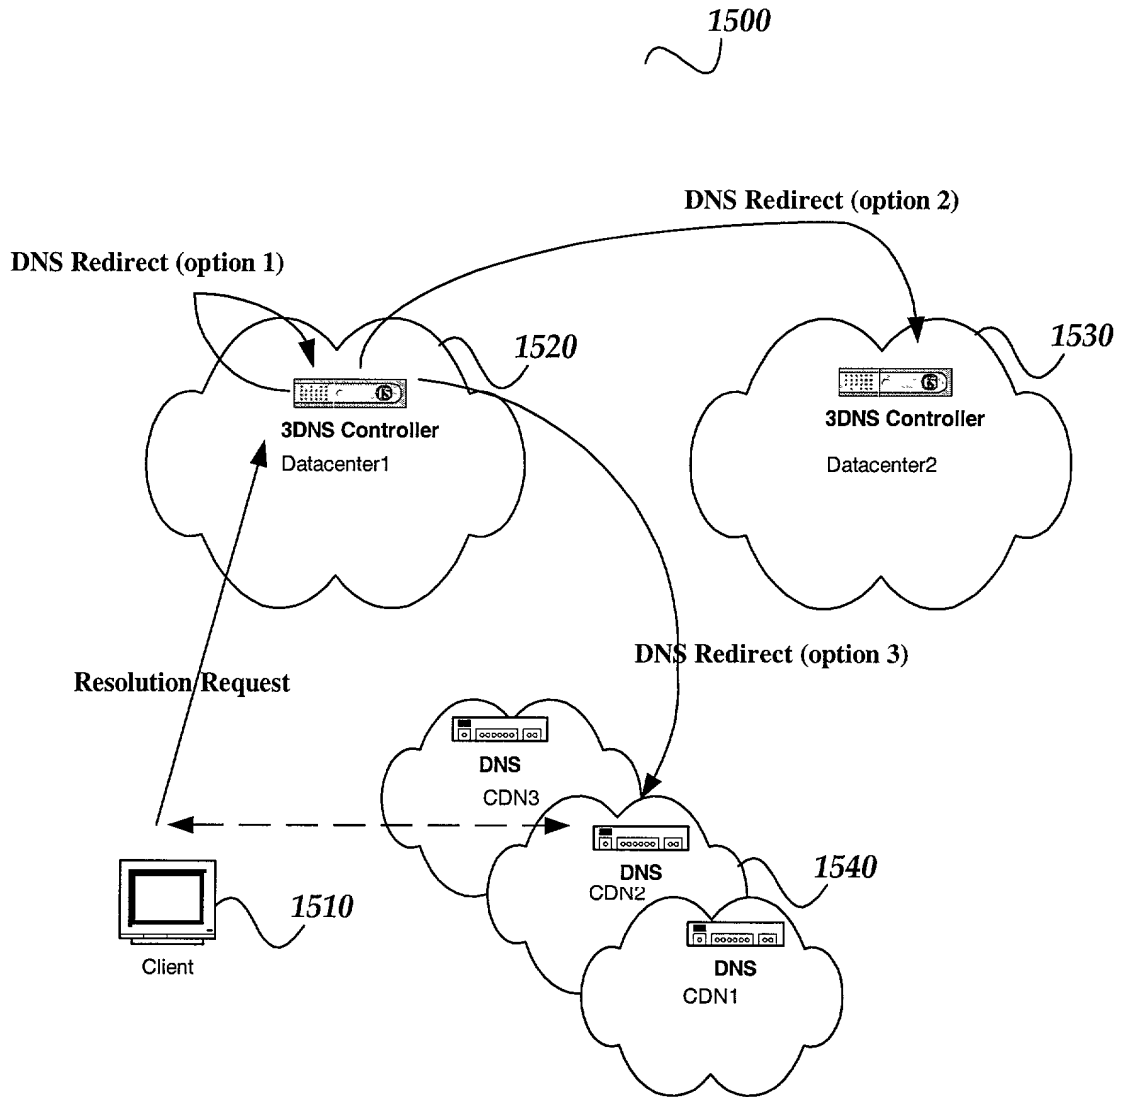 1500
DNS Redirect (option 2)
DNS Redirect (option 1)
1520
1530
3DNS Controller
Datacenter1
3DNS Controller
Datacenter2
DNS Redirect (option 3)
Resolution Request
DNS
CDN3
DNS
CDN2
1540
1510
Client
DNS
CDN1